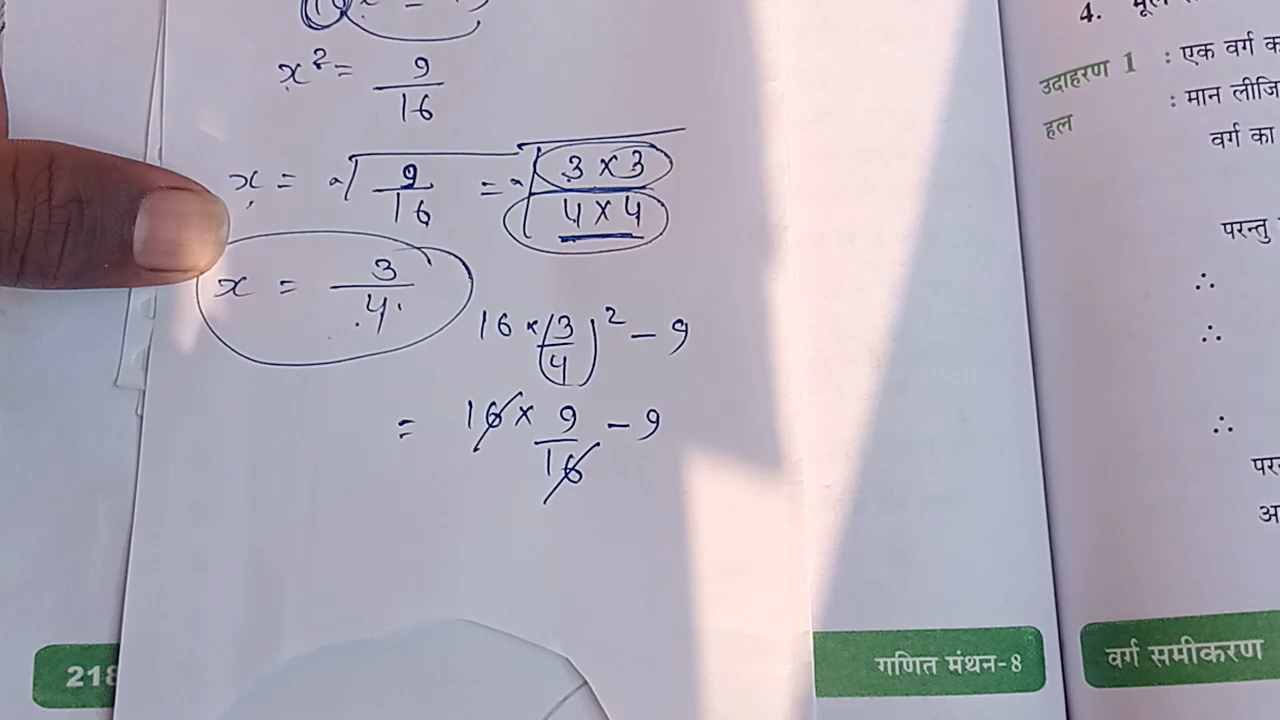 x² = 9/16
x = √9/16 = √3×3/4×4
x = 3/4
16 × (3/4)² – 9
= 16 × 9/16 – 9
218
गणित मंथन-8
4.
उदाहरण 1 : एक वर्ग
हल : मान
वर्ग का
परन्तु
∴
∴
∴
वर्ग समीकरण